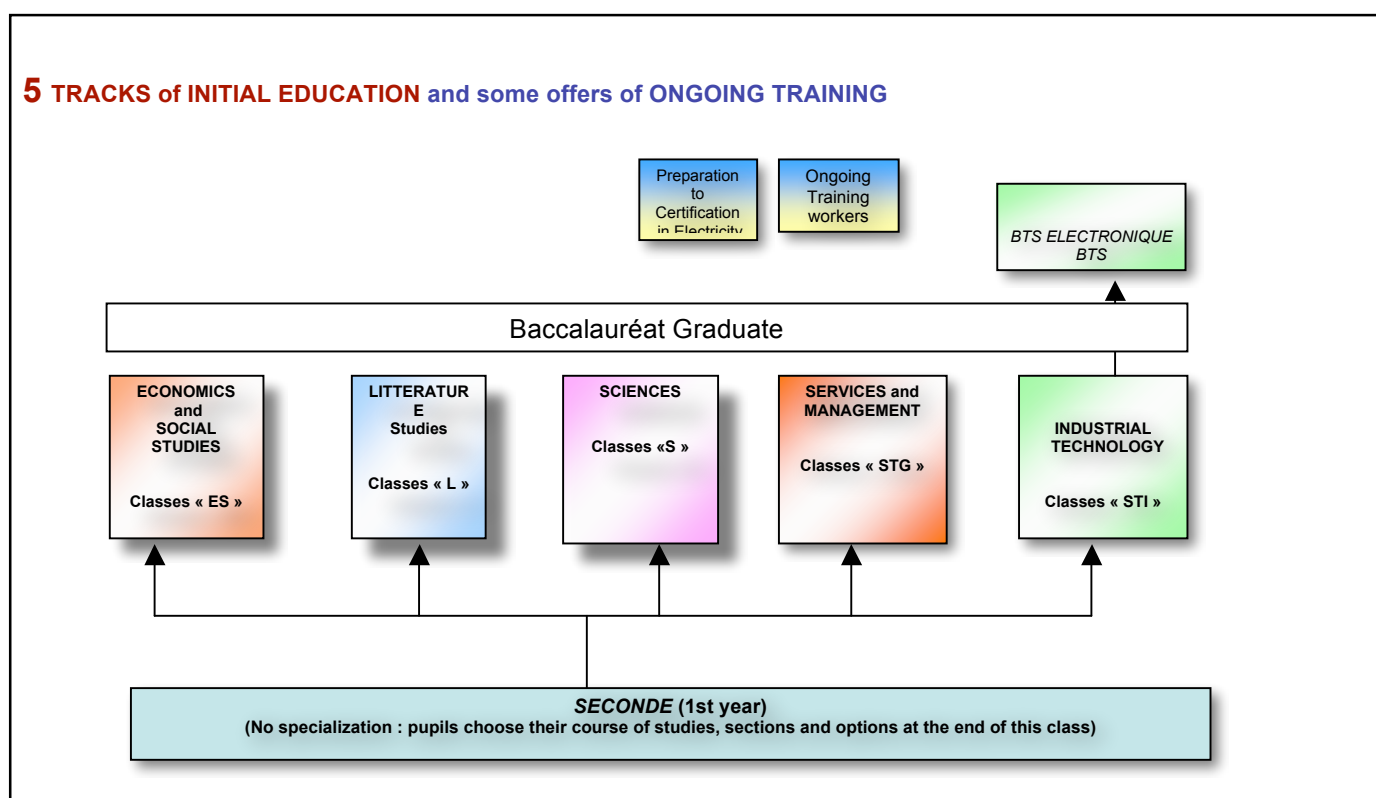 5 TRACKS of INITIAL EDUCATION and some offers of ONGOING TRAINING
Preparation
to
Certification
in Electricity
Ongoing
Training
workers
BTS ELECTRONIQUE
BTS
Baccalauréat Graduate
ECONOMICS
and
SOCIAL
STUDIES
Classes « ES »
LITTERATUR
E
Studies
Classes « L »
SCIENCES
Classes «S »
SERVICES and
MANAGEMENT
Classes « STG »
INDUSTRIAL
TECHNOLOGY
Classes « STI »
SECONDE (1st year)
(No specialization : pupils choose their course of studies, sections and options at the end of this class)